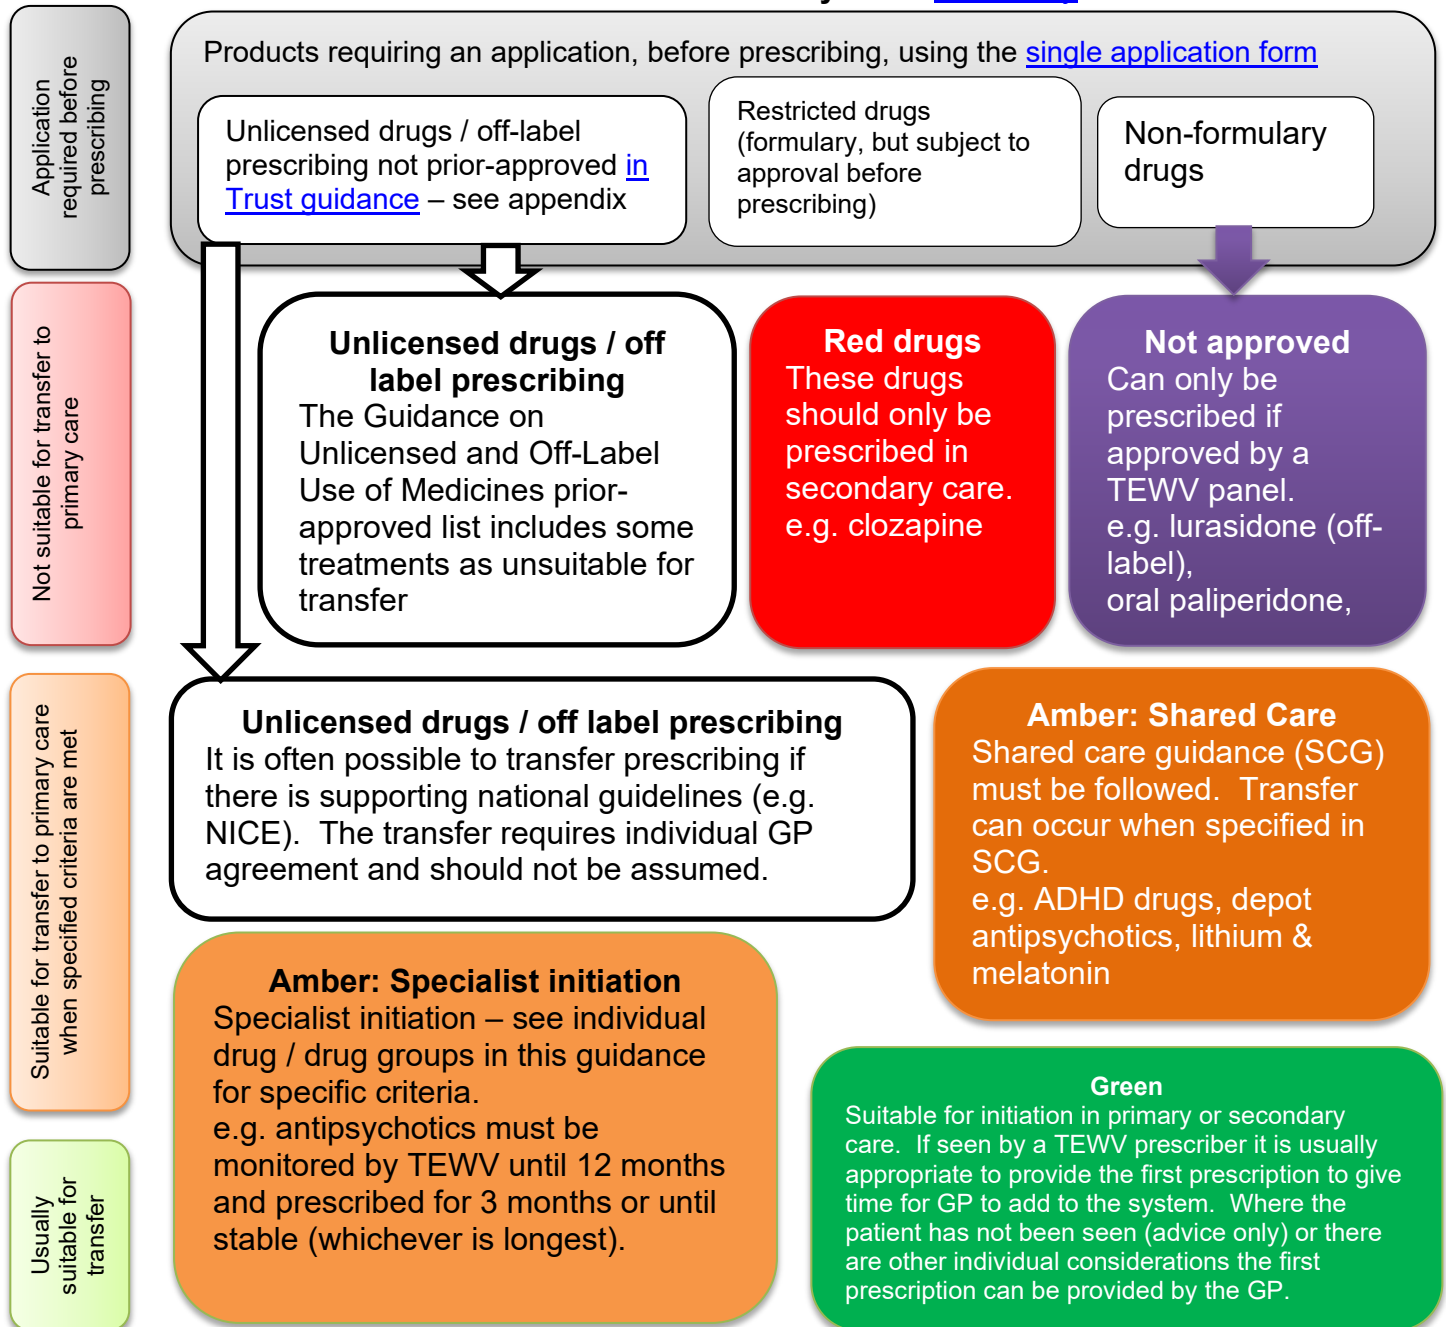 Application
required before
prescribing
Products requiring an application, before prescribing, using the single application form
Unlicensed drugs / off-label
prescribing not prior-approved in
Trust guidance – see appendix
Restricted drugs
(formulary, but subject to
approval before
prescribing)
Non-formulary
drugs
Not suitable for transfer to
primary care
Unlicensed drugs / off
label prescribing
The Guidance on
Unlicensed and Off-Label
Use of Medicines prior-
approved list includes some
treatments as unsuitable for
transfer
Red drugs
These drugs
should only be
prescribed in
secondary care.
e.g. clozapine
Not approved
Can only be
prescribed if
approved by a
TEWV panel.
e.g. lurasidone (off-
label),
oral paliperidone,
Suitable for transfer to primary care
when specified criteria are met
Unlicensed drugs / off label prescribing
It is often possible to transfer prescribing if
there is supporting national guidelines (e.g.
NICE).  The transfer requires individual GP
agreement and should not be assumed.
Amber: Shared Care
Shared care guidance (SCG)
must be followed.  Transfer
can occur when specified in
SCG.
e.g. ADHD drugs, depot
antipsychotics, lithium &
melatonin
Amber: Specialist initiation
Specialist initiation – see individual
drug / drug groups in this guidance
for specific criteria.
e.g. antipsychotics must be
monitored by TEWV until 12 months
and prescribed for 3 months or until
stable (whichever is longest).
Usually
suitable for
transfer
Green
Suitable for initiation in primary or secondary
care.  If seen by a TEWV prescriber it is usually
appropriate to provide the first prescription to give
time for GP to add to the system.  Where the
patient has not been seen (advice only) or there
are other individual considerations the first
prescription can be provided by the GP.